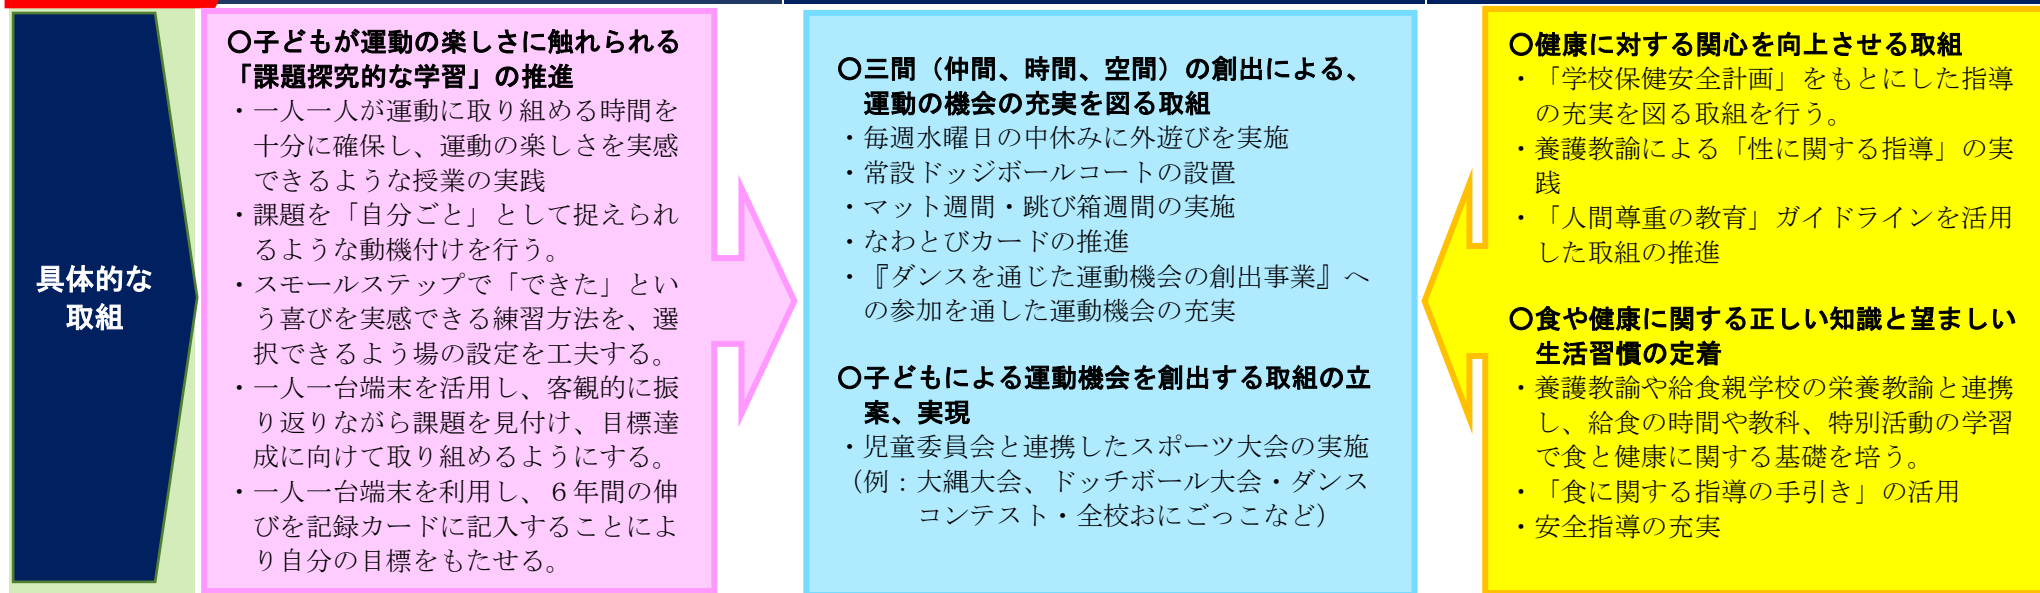 具体的な
取組
○子どもが運動の楽しさに触れられる
「課題探究的な学習」の推進
・一人一人が運動に取り組める時間を
十分に確保し、運動の楽しさを実感
できるような授業の実践
・課題を「自分ごと」として捉えられ
るような動機付けを行う。
・スモールステップで「できた」とい
う喜びを実感できる練習方法を、選
択できるよう場の設定を工夫する。
・一人一台端末を活用し、客観的に振
り返りながら課題を見付け、目標達
成に向けて取り組めるようにする。
・一人一台端末を利用し、６年間の伸
びを記録カードに記入することによ
り自分の目標をもたせる。
○三間（仲間、時間、空間）の創出による、
運動の機会の充実を図る取組
・毎週水曜日の中休みに外遊びを実施
・常設ドッジボールコートの設置
・マット週間・跳び箱週間の実施
・なわとびカードの推進
・『ダンスを通じた運動機会の創出事業』へ
の参加を通した運動機会の充実
○子どもによる運動機会を創出する取組の立
案、実現
・児童委員会と連携したスポーツ大会の実施
（例：大縄大会、ドッチボール大会・ダンス
コンテスト・全校おにごっこなど）
○健康に対する関心を向上させる取組
・「学校保健安全計画」をもとにした指導
の充実を図る取組を行う。
・養護教諭による「性に関する指導」の実
践
・「人間尊重の教育」ガイドラインを活用
した取組の推進
○食や健康に関する正しい知識と望ましい
生活習慣の定着
・養護教諭や給食親学校の栄養教諭と連携
し、給食の時間や教科、特別活動の学習
で食と健康に関する基礎を培う。
・「食に関する指導の手引き」の活用
・安全指導の充実